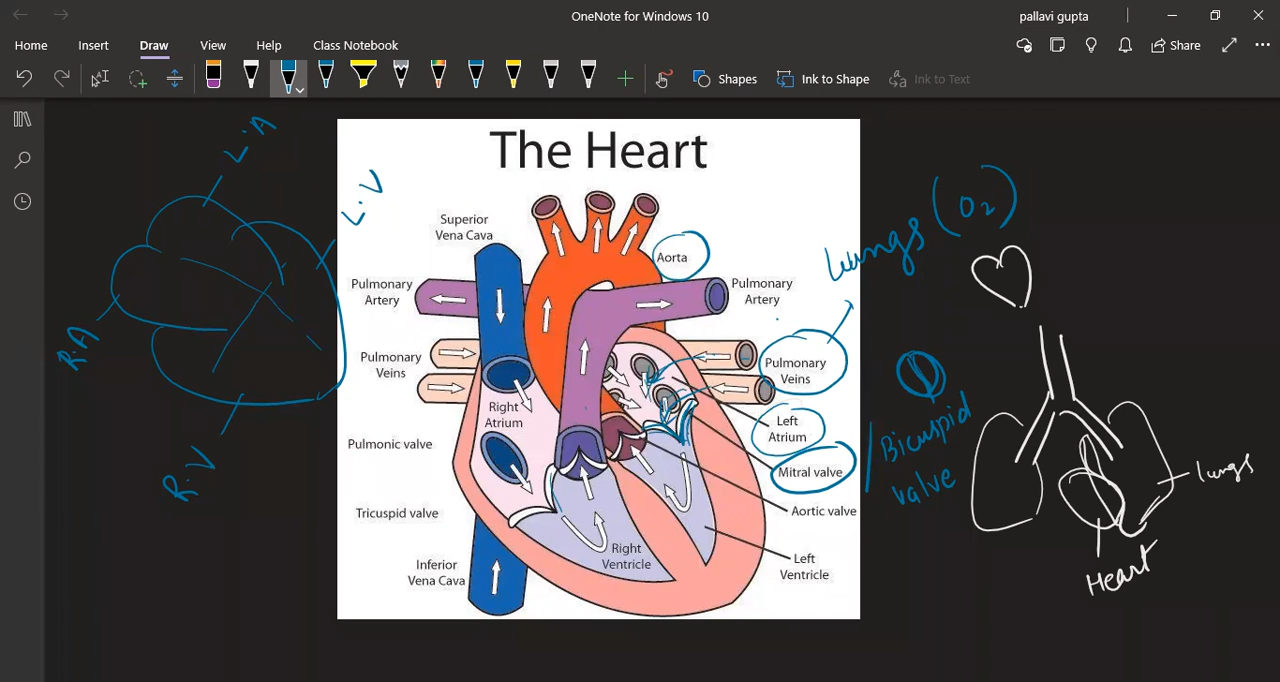 OneNote for Windows 10
pallavi gupta
Home Insert Draw View Help Class Notebook
Share
Shapes
Ink to Shape
Ink to Text
The Heart
Superior
Vena Cava
Aorta
Pulmonary
Artery
Pulmonary
Artery
Pulmonary
Veins
Pulmonary
Veins
Right
Atrium
Left
Atrium
Pulmonic valve
Mitral valve
Tricuspid valve
Aortic valve
Right
Ventricle
Left
Ventricle
Inferior
Vena Cava
L.A
L.V
R.A
R.V
Lungs (O2)
1
/Bicuspid
valve
Lungs
Heart